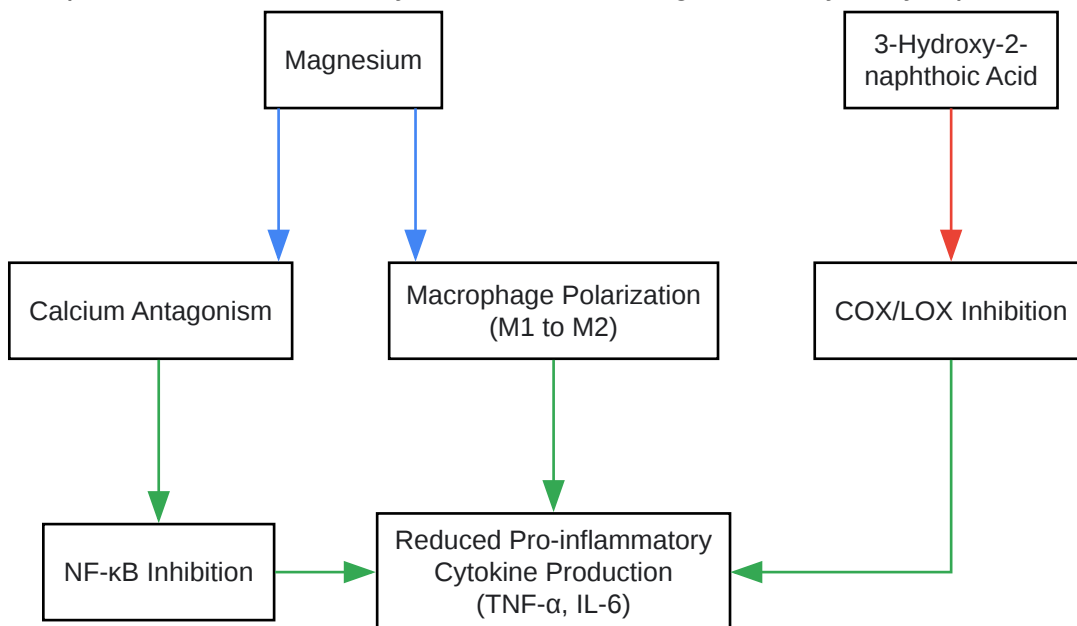 Magnesium
3-Hydroxy-2-
naphthoic Acid
Calcium Antagonism
Macrophage Polarization
(M1 to M2)
COX/LOX Inhibition
NF-κB Inhibition
Reduced Pro-inflammatory
Cytokine Production
(TNF-α, IL-6)